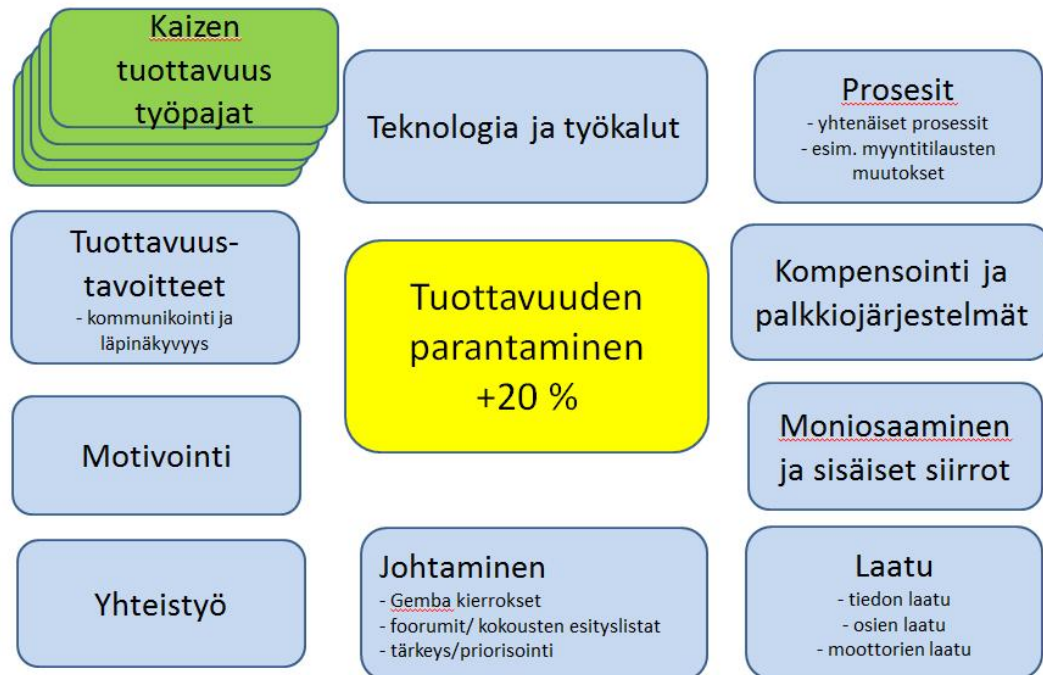 Kaizen
tuottavuus
työpajat
Teknologia ja työkalut
Prosesit
- yhtenäiset prosessit
- esim. myyntitilausten
muutokset
Tuottavuus-
tavoitteet
- kommunikointi ja
läpinäkyvyys
Tuottavuuden
parantaminen
+20 %
Kompensointi ja
palkkiojärjestelmät
Motivointi
Moniosaaminen
ja sisäiset siirrot
Yhteistyö
Johtaminen
- Gemba kierrokset
- foorumit/ kokousten esityslistat
- tärkeys/priorisointi
Laatu
- tiedon laatu
- osien laatu
- moottorien laatu